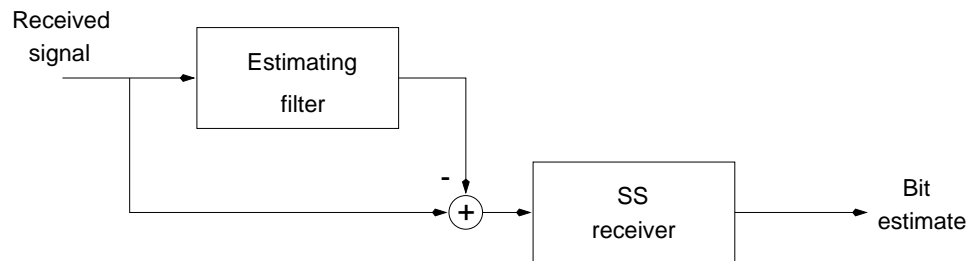 Received
signal
Estimating
filter
-
+
SS
receiver
Bit
estimate